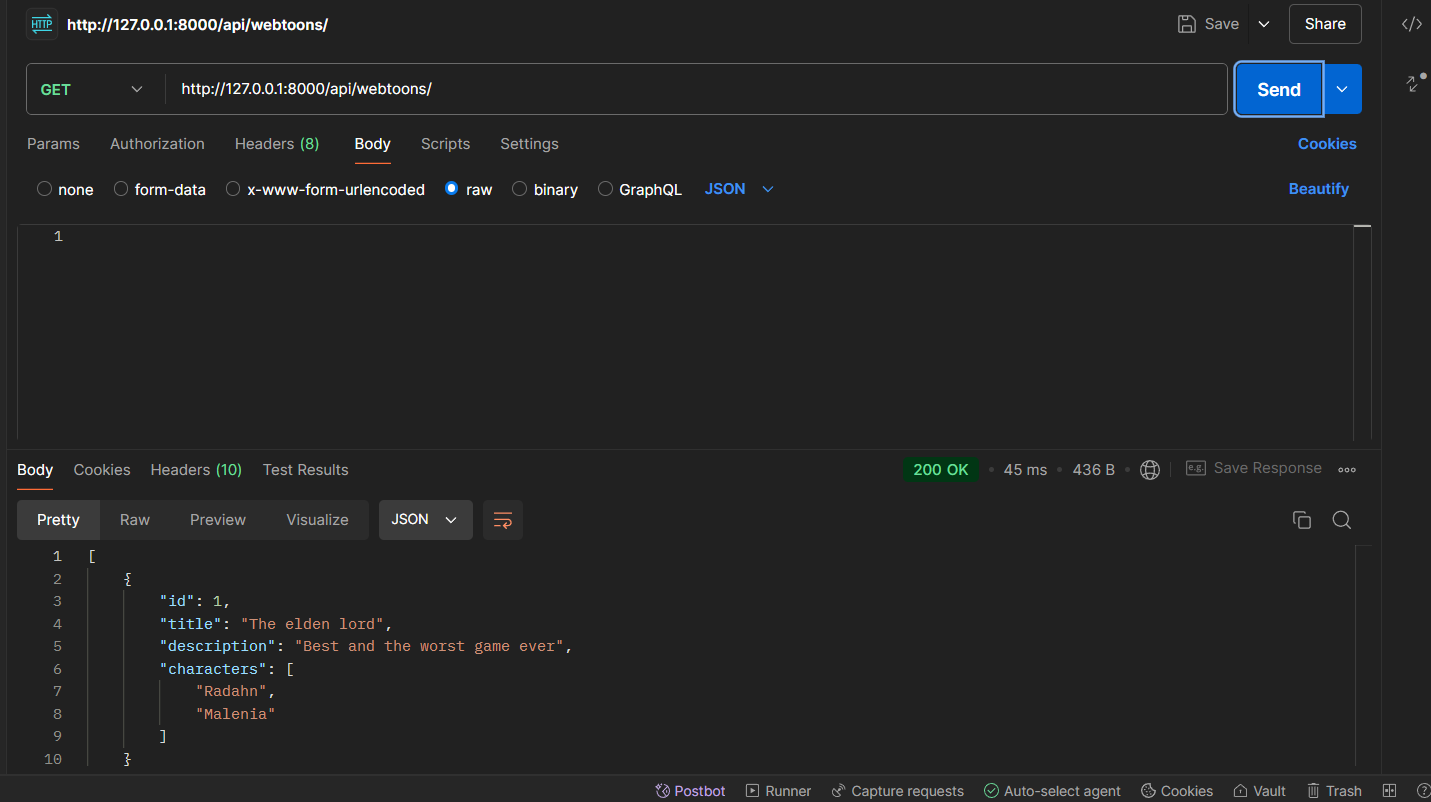 HTTP http://127.0.0.1:8000/api/webtoons/ Save Share
GET http://127.0.0.1:8000/api/webtoons/ Send
Params Authorization Headers (8) Body Scripts Settings Cookies
none form-data x-www-form-urlencoded raw binary GraphQL JSON Beautify
1
Body Cookies Headers (10) Test Results 200 OK • 45 ms • 436 B • e.g. Save Response
Pretty Raw Preview Visualize JSON
1 [
2 {
3 "id": 1,
4 "title": "The elden lord",
5 "description": "Best and the worst game ever",
6 "characters": [
7 "Radahn",
8 "Malenia"
9 ]
10 }
Postbot Runner Capture requests Auto-select agent Cookies Vault Trash